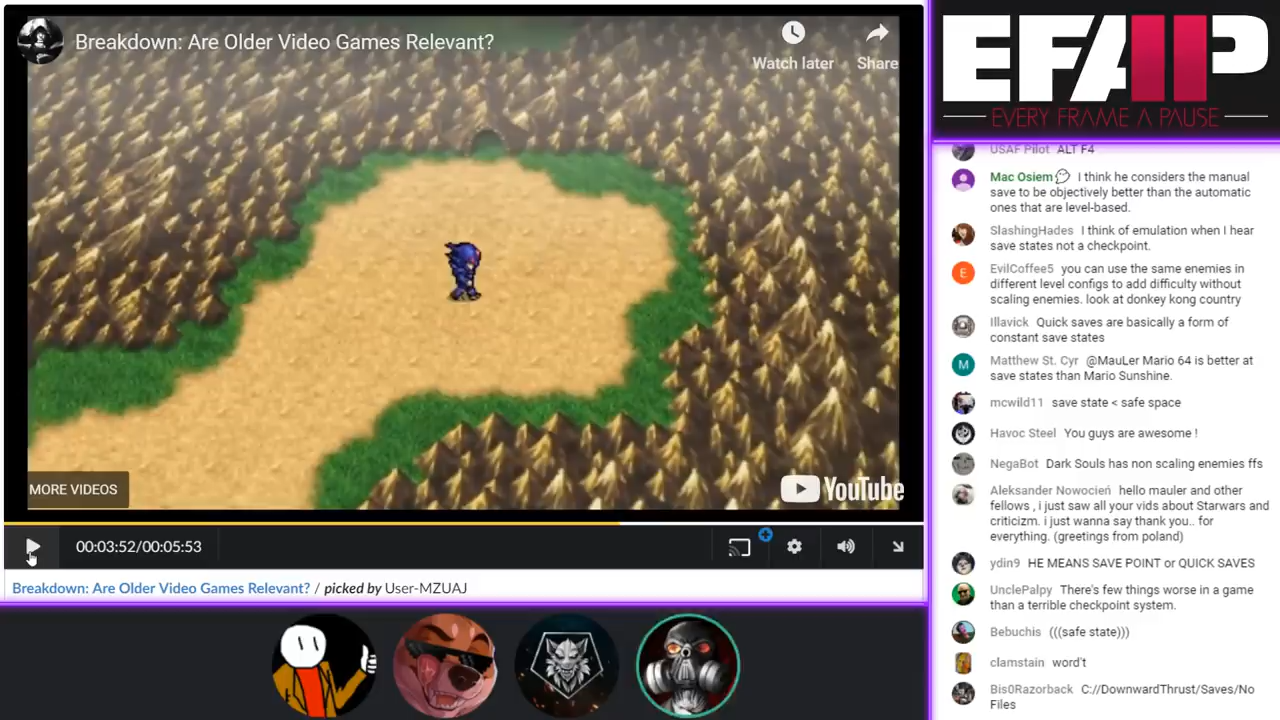 Breakdown: Are Older Video Games Relevant?
Watch later
Share
MORE VIDEOS
YouTube
00:03:52/00:05:53
Breakdown: Are Older Video Games Relevant? / picked by User-MZUAJ
EFAP
EVERY FRAME A PAUSE
USAF Pilot ALT F4
Mac Osiem I think he considers the manual
save to be objectively better than the automatic
ones that are level-based.
SlashingHades I think of emulation when I hear
save states not a checkpoint.
E
EvilCoffee5 you can use the same enemies in
different level configs to add difficulty without
scaling enemies. look at donkey kong country
Illavick Quick saves are basically a form of
constant save states
M
Matthew St. Cyr @MauLer Mario 64 is better at
save states than Mario Sunshine.
mcwild11 save state < safe space
Havoc Steel You guys are awesome !
NegaBot Dark Souls has non scaling enemies ffs
Aleksander Nowocień hello mauler and other
fellows , i just saw all your vids about Starwars and
criticizm. i just wanna say thank you.. for
everything. (greetings from poland)
ydin9 HE MEANS SAVE POINT or QUICK SAVES
UnclePalpy There's few things worse in a game
than a terrible checkpoint system.
Bebuchis (((safe state)))
clamstain word't
Bis0Razorback C://DownwardThrust/Saves/No
Files